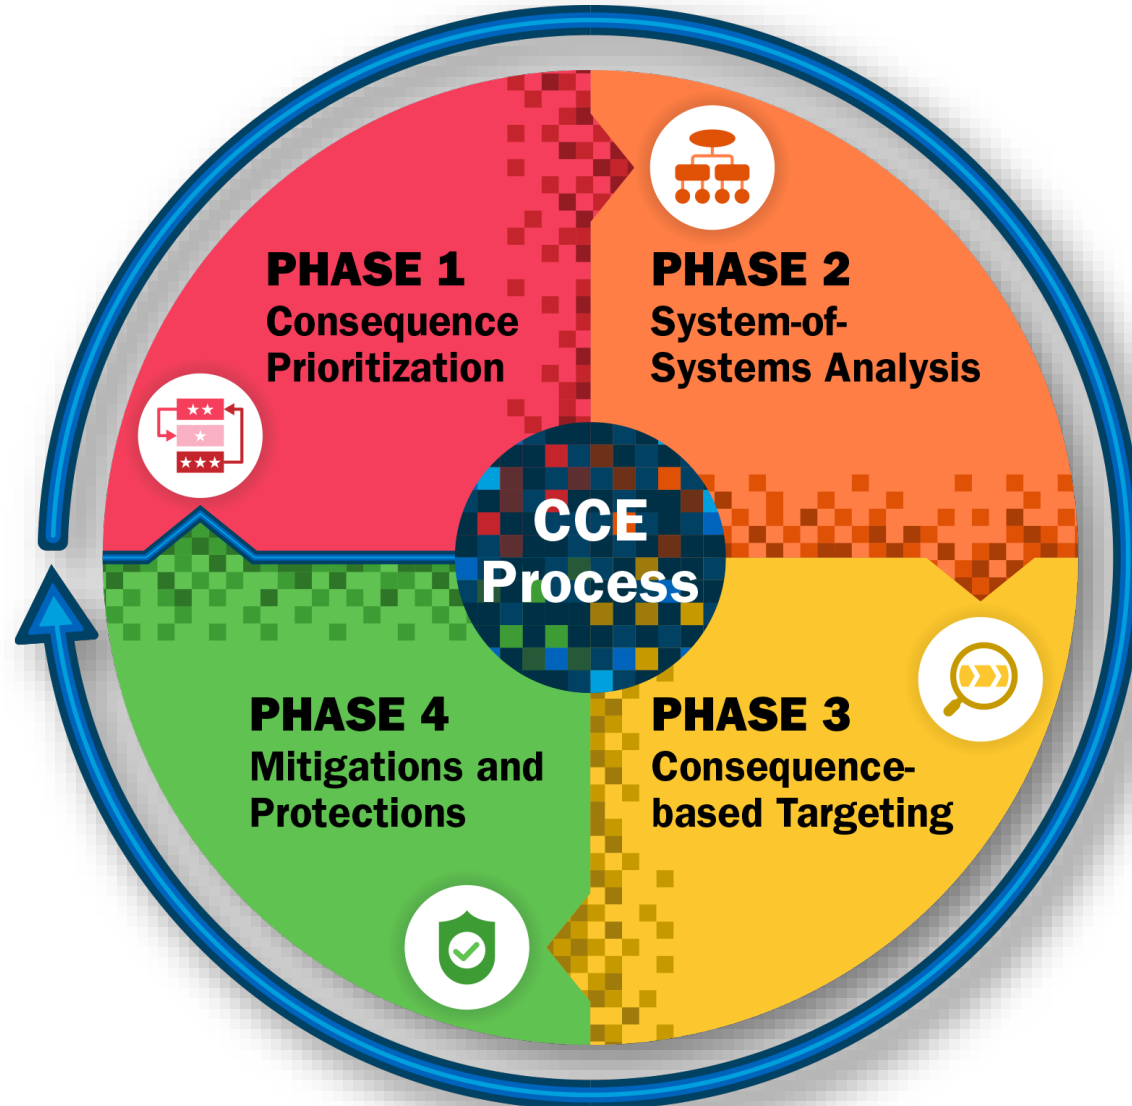 PHASE 1
Consequence
Prioritization
PHASE 2
System-of-
Systems Analysis
CCE
Process
PHASE 4
Mitigations and
Protections
PHASE 3
Consequence-
based Targeting